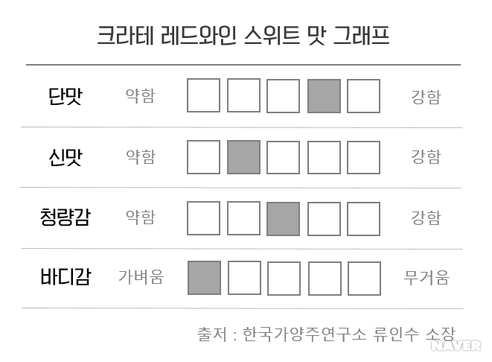 크라테 레드와인 스위트 맛 그래프
단맛 약함 강함
신맛 약함 강함
청량감 약함 강함
바디감 가벼움 무거움
출저 : 한국가양주연구소 류인수 소장
NAVER